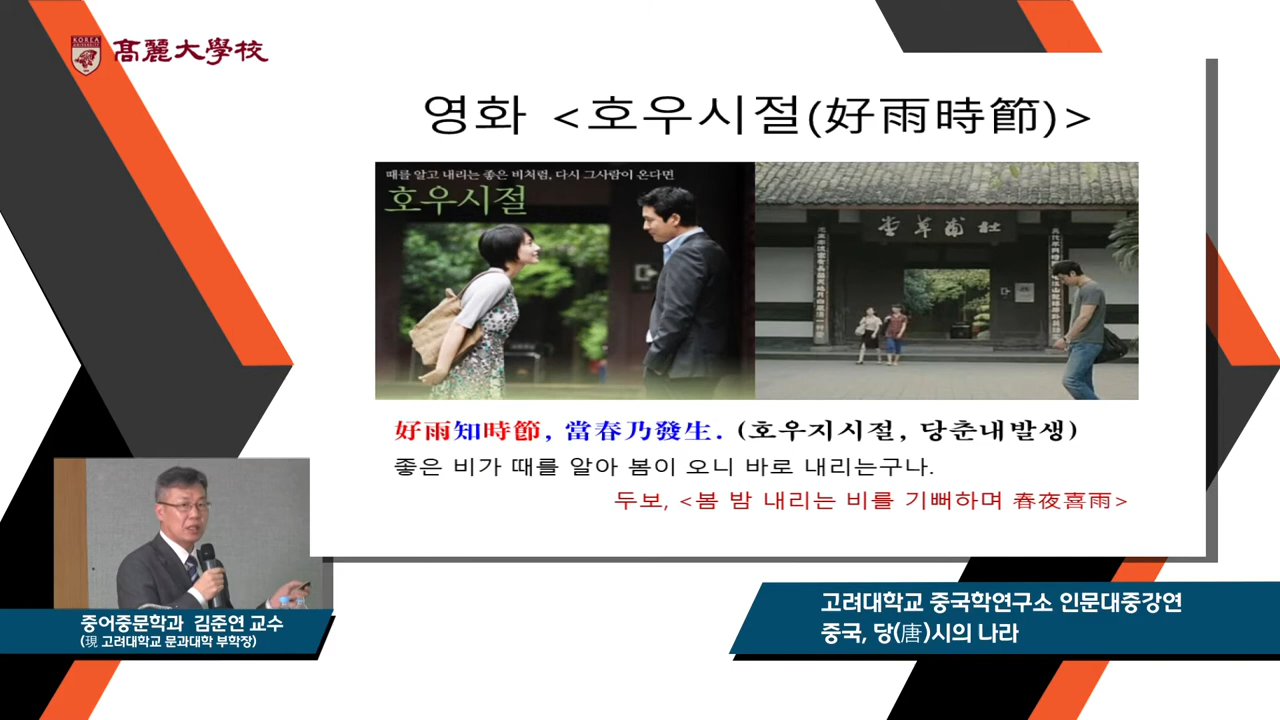 KOREA
UNIVERSITY
高麗大學校
영화 <호우시절(好雨時節)>
때를 알고 내리는 좋은 비처럼, 다시 그사람이 온다면
호우시절
堂草甫杜
好雨知時節, 當春乃發生. (호우지시절, 당춘내발생)
좋은 비가 때를 알아 봄이 오니 바로 내리는구나.
두보, <봄 밤 내리는 비를 기뻐하며 春夜喜雨>
중어중문학과 김준연 교수
(現 고려대학교 문과대학 부학장)
고려대학교 중국학연구소 인문대중강연
중국, 당(唐)시의 나라